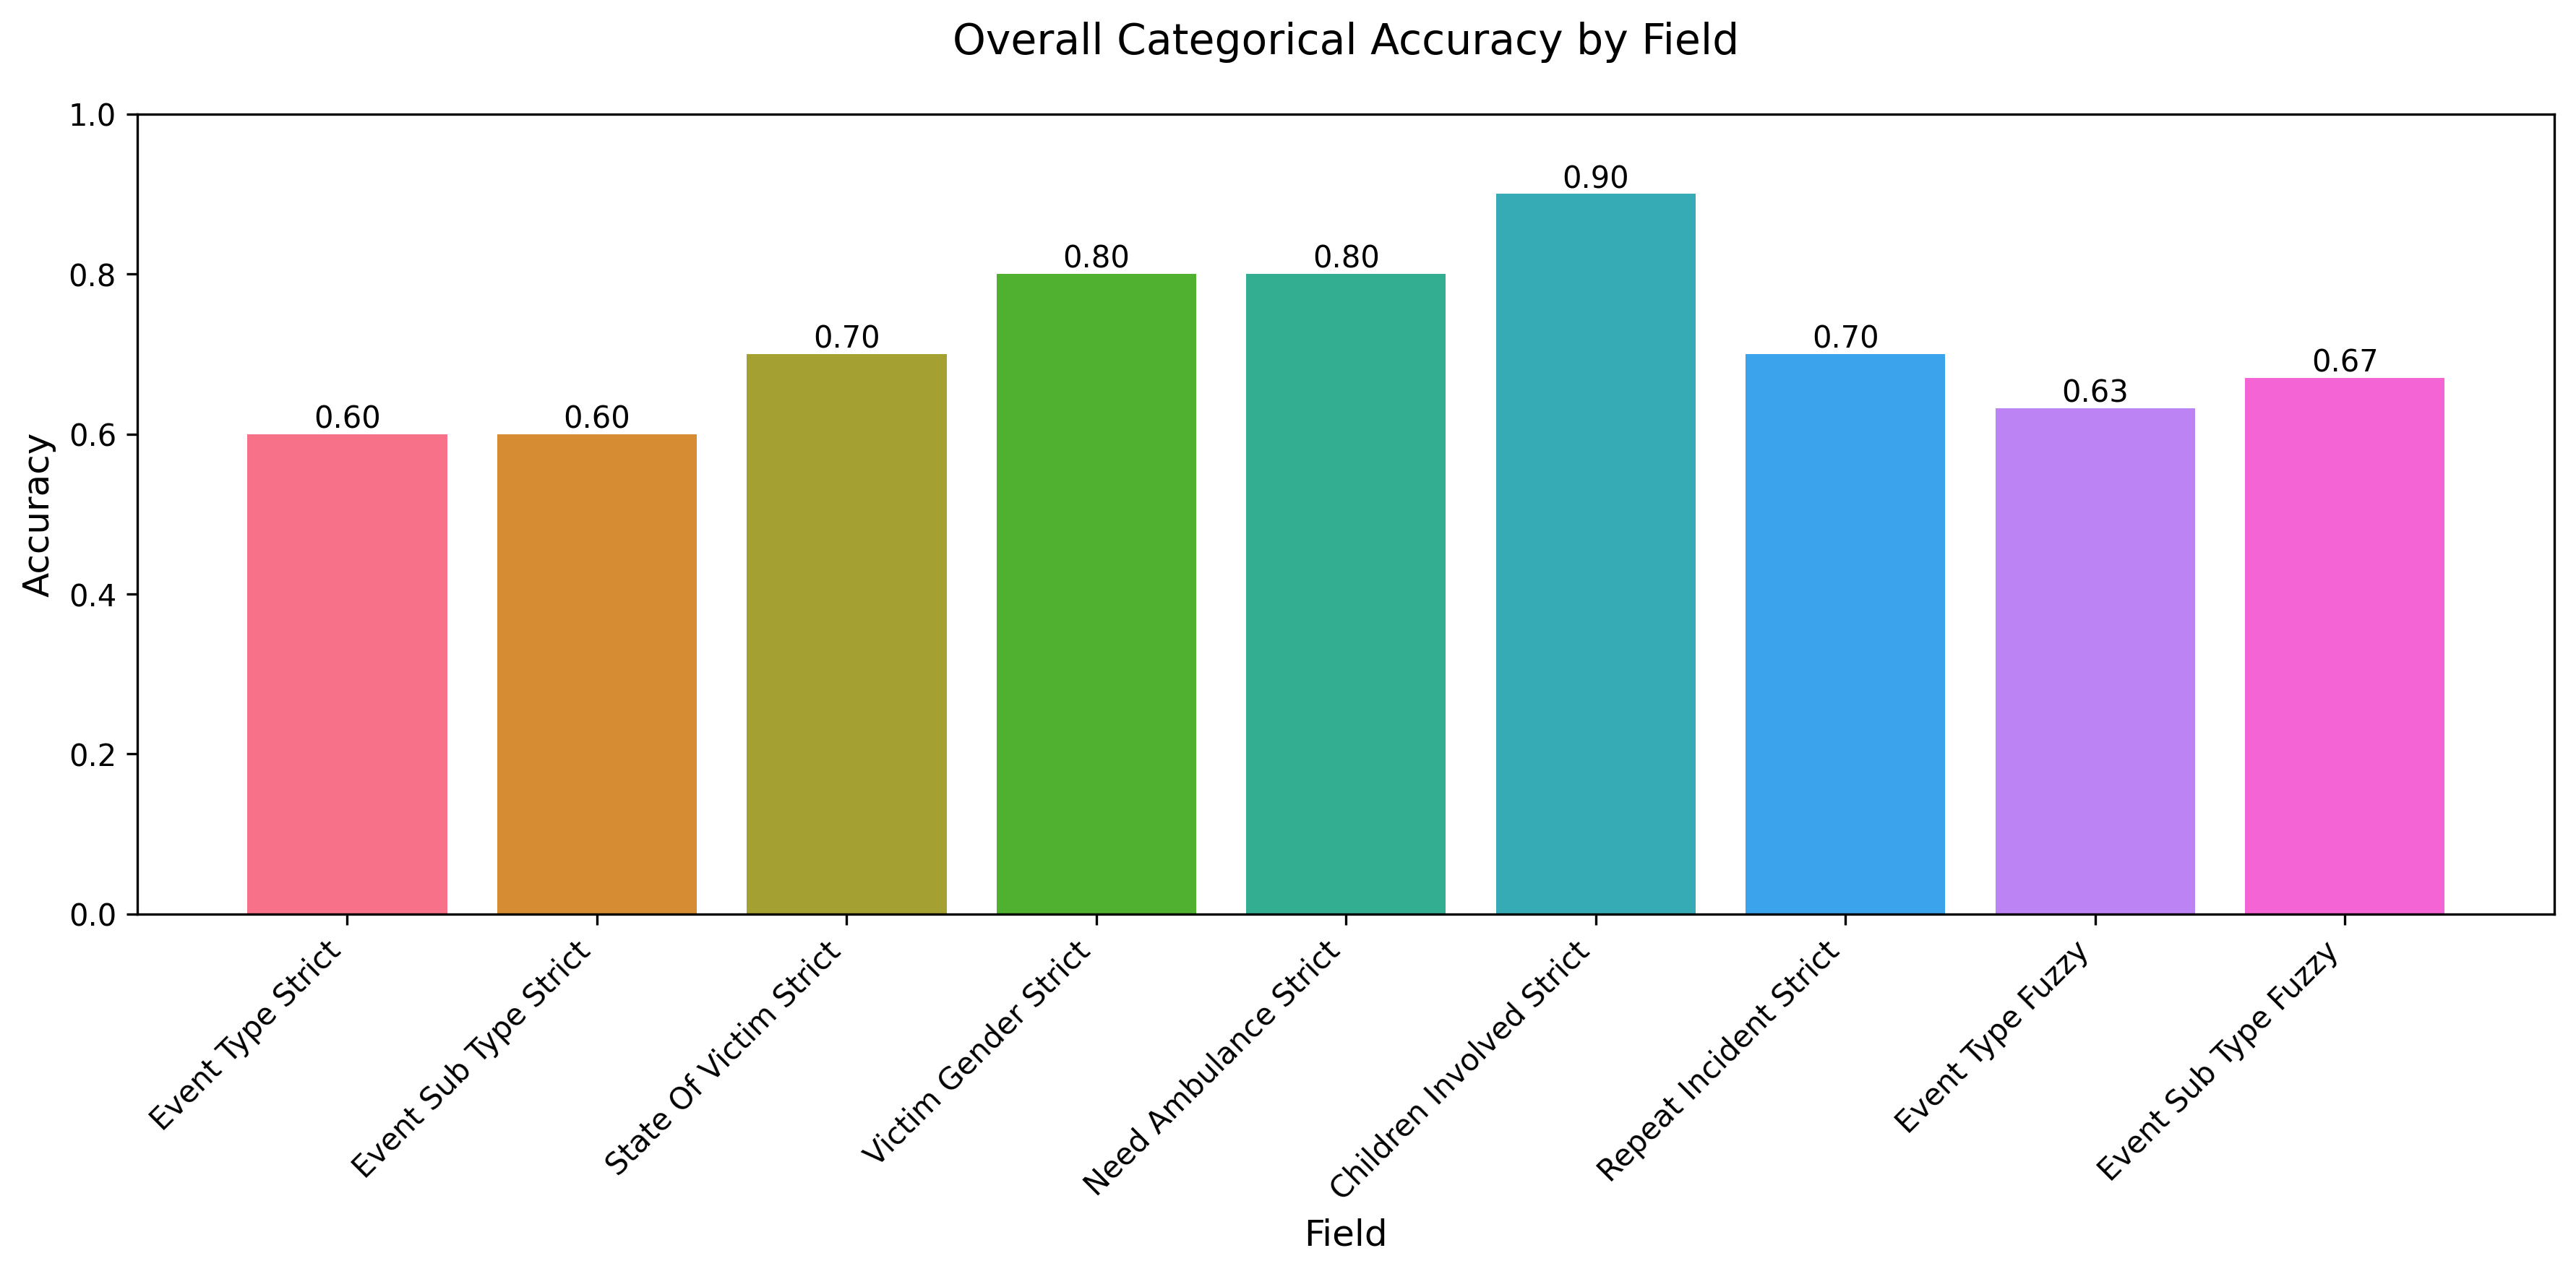 Overall Categorical Accuracy by Field
Accuracy
1.0
0.8
0.6
0.4
0.2
0.0
0.60
0.60
0.70
0.80
0.80
0.90
0.70
0.63
0.67
Event Type Strict
Event Sub Type Strict
State Of Victim Strict
Victim Gender Strict
Need Ambulance Strict
Children Involved Strict
Repeat Incident Strict
Event Type Fuzzy
Event Sub Type Fuzzy
Field